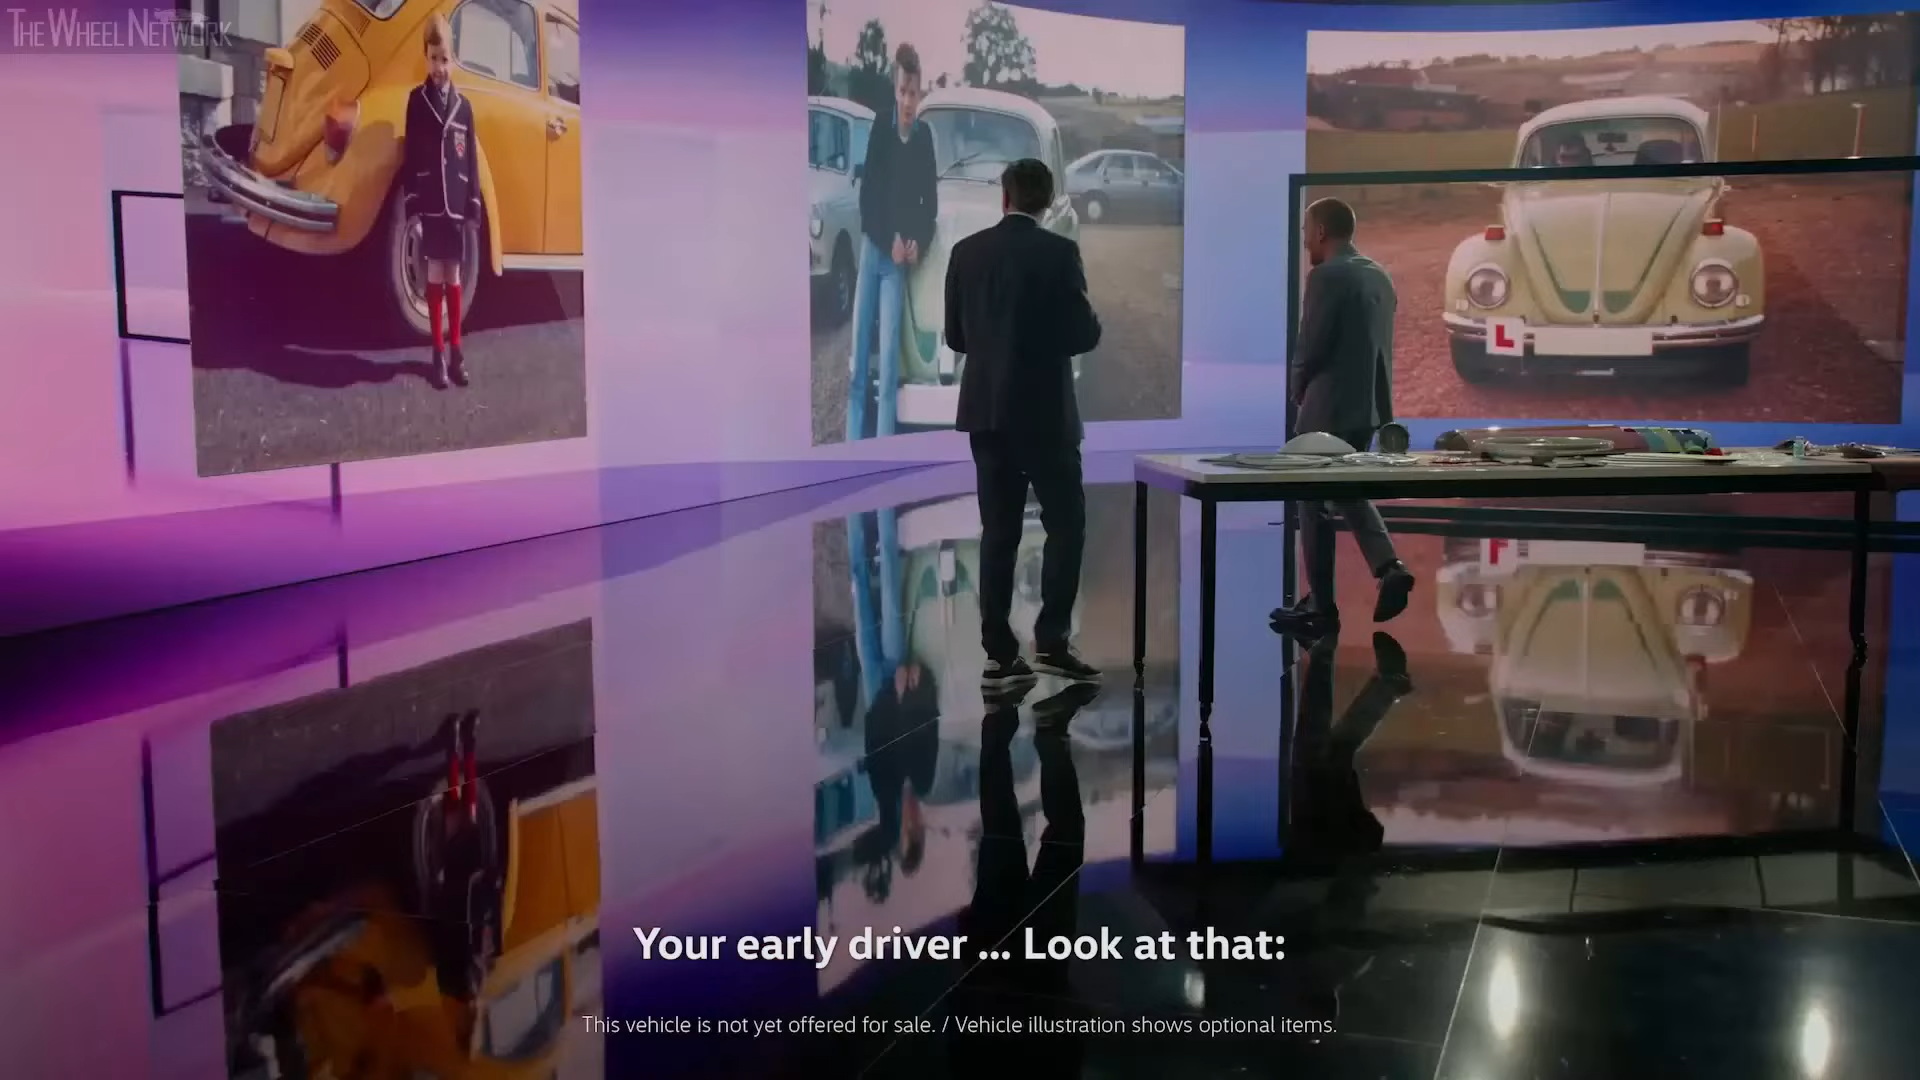 THE WHEEL NETWORK
L
Your early driver ... Look at that:
This vehicle is not yet offered for sale. / Vehicle illustration shows optional items.